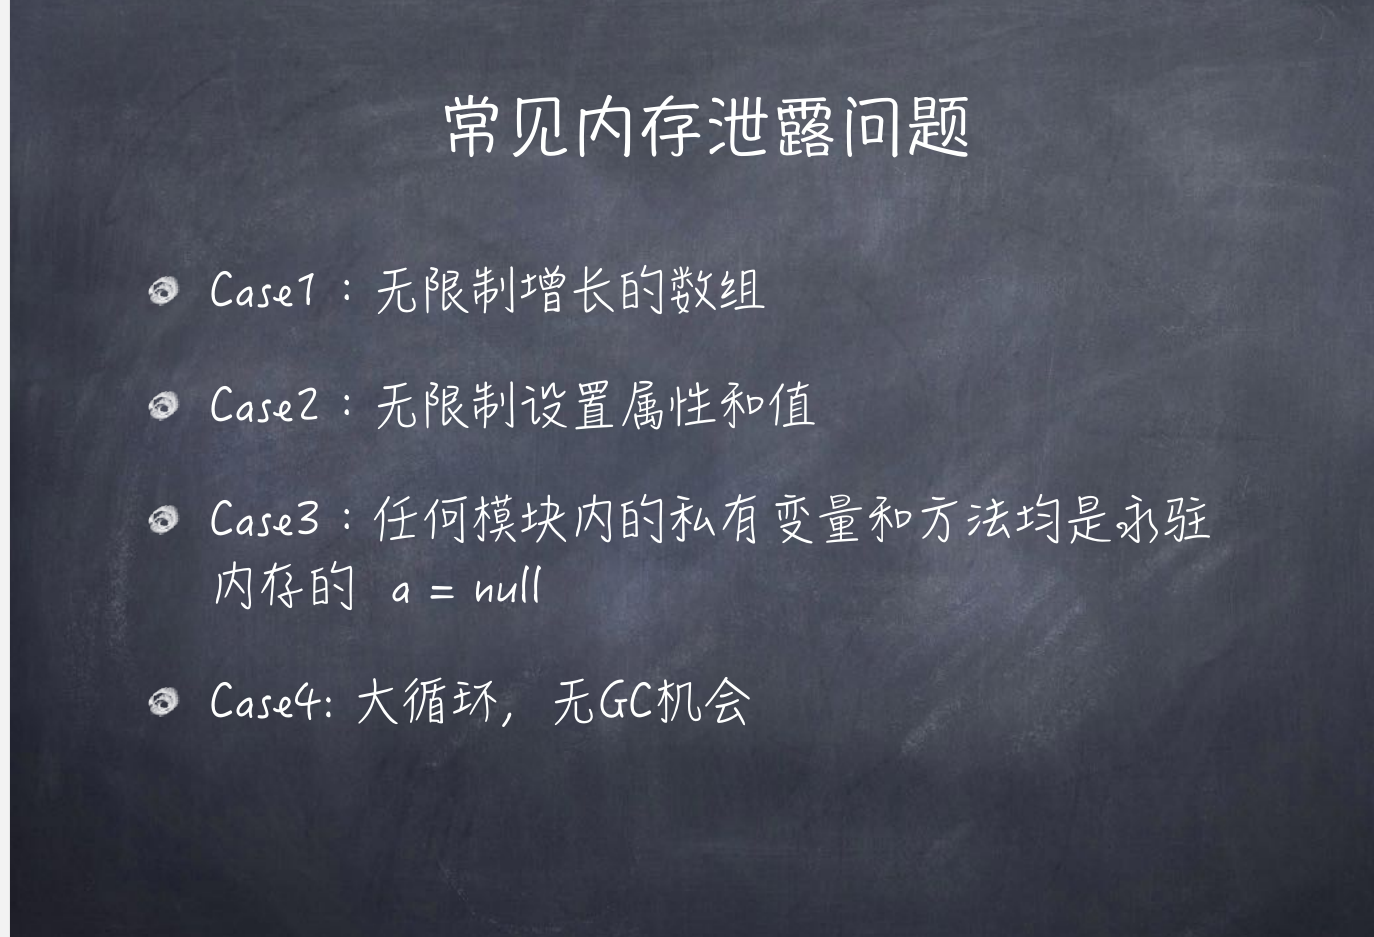 常见内存泄露问题
Case1：无限制增长的数组
Case2：无限制设置属性和值
Case3：任何模块内的私有变量和方法均是永驻
内存的 a = null
Case4: 大循环，无GC机会